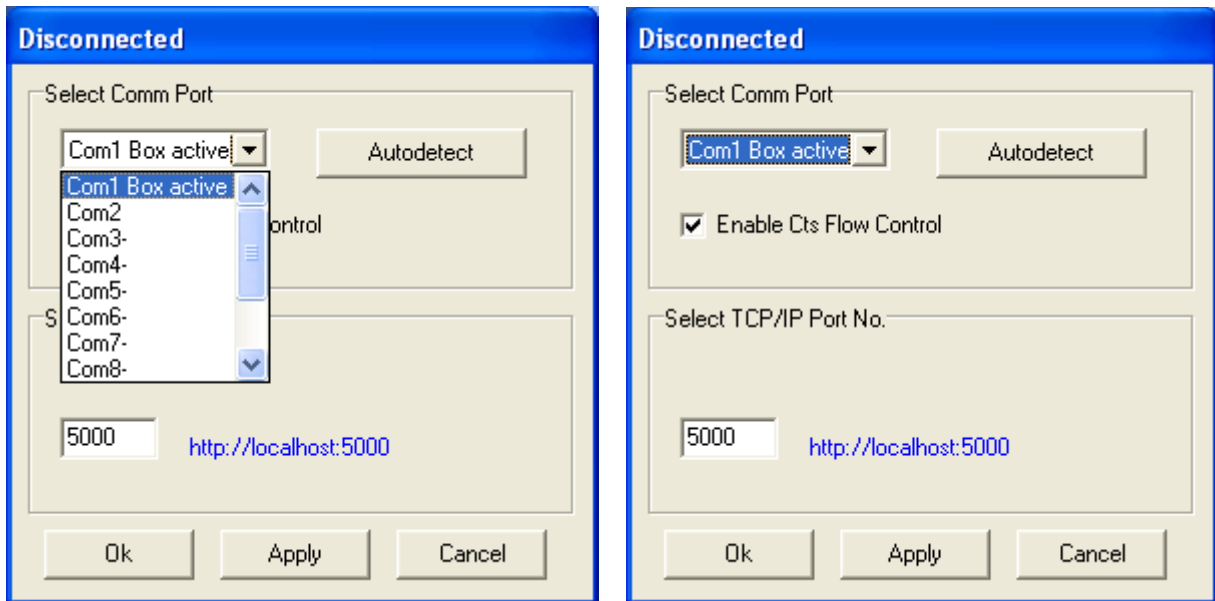 Disconnected
Select Comm Port
Com1 Box active
Autodetect
Com1 Box active
Com2
Com3-
Com4-
Com5-
Com6-
Com7-
Com8-
ontrol
S
5000
http://localhost:5000
Ok
Apply
Cancel
Disconnected
Select Comm Port
Com1 Box active
Autodetect
Enable Cts Flow Control
Select TCP/IP Port No.
5000
http://localhost:5000
Ok
Apply
Cancel